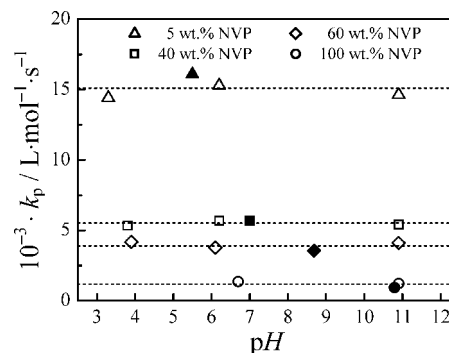 5 wt.% NVP
60 wt.% NVP
40 wt.% NVP
100 wt.% NVP
20
15
10
5
0
10⁻³ · kₚ / L·mol⁻¹·s⁻¹
3 4 5 6 7 8 9 10 11 12
pH